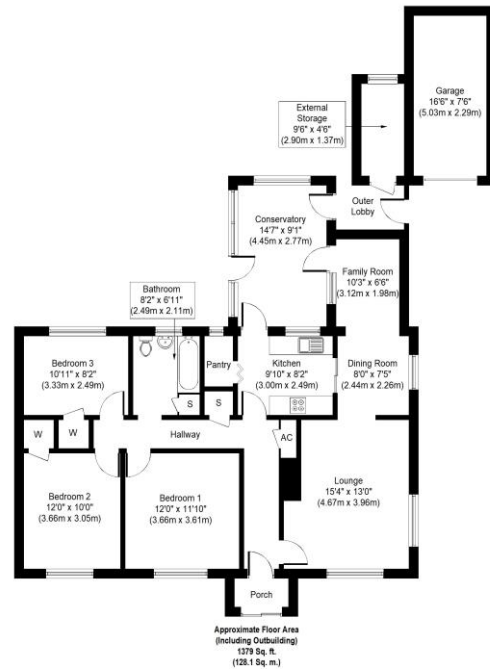 Garage
16'6" x 7'6"
(5.03m x 2.29m)
External
Storage
9'6" x 4'6"
(2.90m x 1.37m)
Outer
Lobby
Conservatory
14'7" x 9'1"
(4.45m x 2.77m)
Family Room
10'3" x 6'6"
(3.12m x 1.98m)
Bathroom
8'2" x 6'11"
(2.49m x 2.11m)
Bedroom 3
10'11" x 8'2"
(3.33m x 2.49m)
Pantry
Kitchen
9'10" x 8'2"
(3.00m x 2.49m)
Dining Room
8'0" x 7'5"
(2.44m x 2.26m)
S
S
W
W
Hallway
AC
Lounge
15'4" x 13'0"
(4.67m x 3.96m)
Bedroom 2
12'0" x 10'0"
(3.66m x 3.05m)
Bedroom 1
12'0" x 11'10"
(3.66m x 3.61m)
Porch
Approximate Floor Area
(Including Outbuilding)
1379 Sq. ft.
(128.1 Sq. m.)